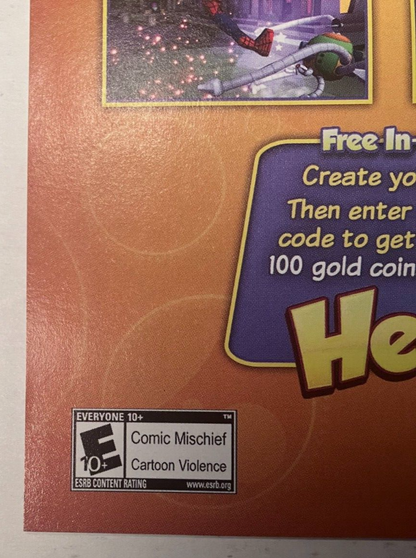 Free In-
Create yo
Then enter
code to get
100 gold coin
He
EVERYONE 10+ ™
E
10+
Comic Mischief
Cartoon Violence
ESRB CONTENT RATING www.esrb.org